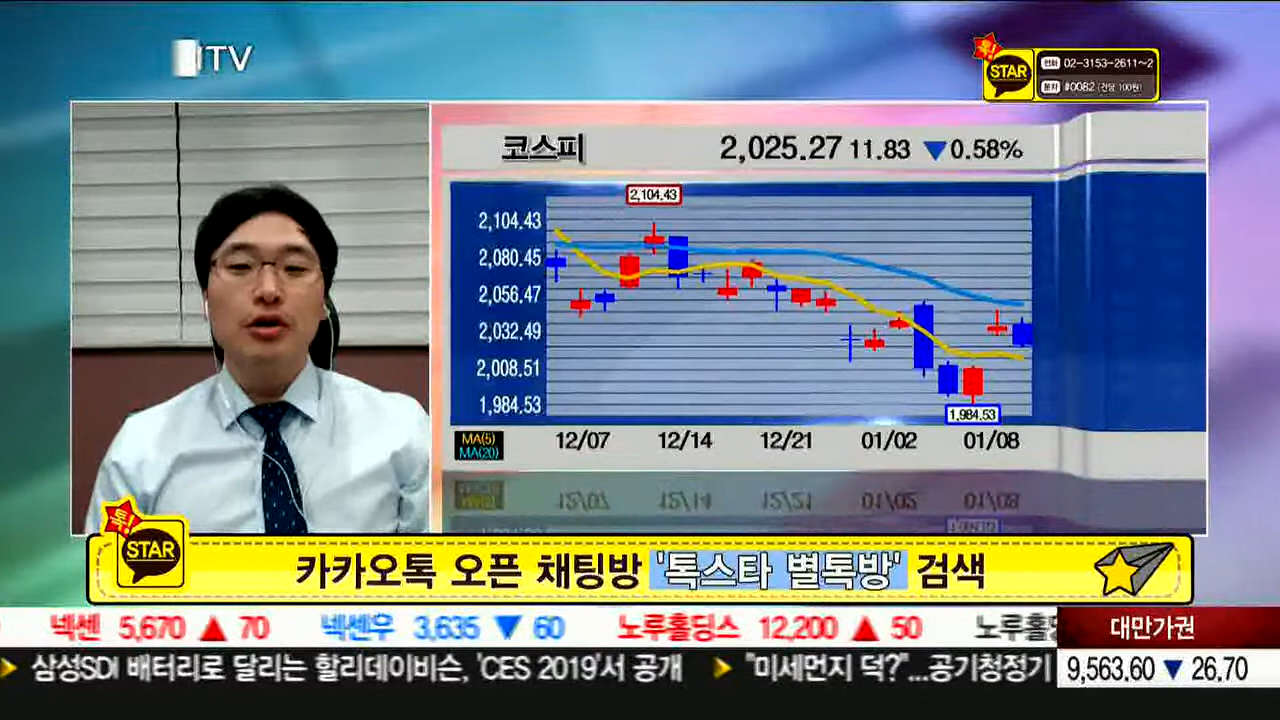 TV
톡!
STAR
전화 02-3153-2611~2
문자 #0082 (건당 100원)
코스피 2,025.27 11.83 ▼0.58%
2,104.43
2,104.43
2,080.45
2,056.47
2,032.49
2,008.51
1,984.53
1,984.53
MA(5)
MA(20)
12/07 12/14 12/21 01/02 01/08
톡!
STAR
카카오톡 오픈 채팅방 '톡스타 별톡방' 검색
넥센 5,670 ▲ 70 넥센우 3,635 ▼ 60 노루홀딩스 12,200 ▲ 50 노루홀
대만가권
삼성SDI 배터리로 달리는 할리데이비슨, 'CES 2019'서 공개 "미세먼지 덕?"...공기청정기
9,563.60 ▼ 26.70